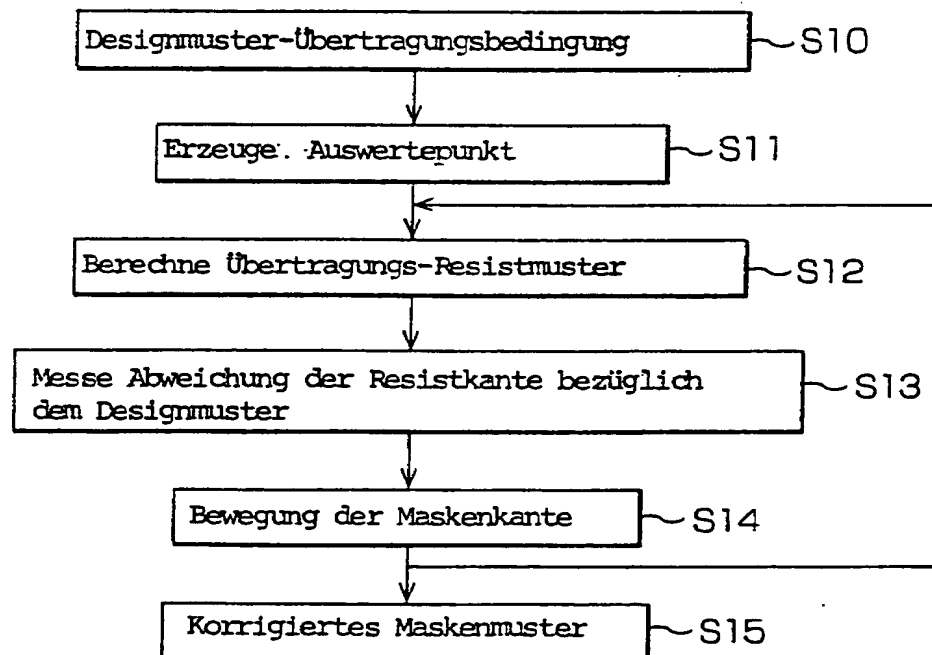 Designmuster-Übertragungsbedingung S10
Erzeuge. Auswertepunkt S11
Berechne Übertragungs-Resistmuster S12
Messe Abweichung der Resistkante bezüglich S13
dem Designmuster
Bewegung der Maskenkante S14
Korrigiertes Maskenmuster S15